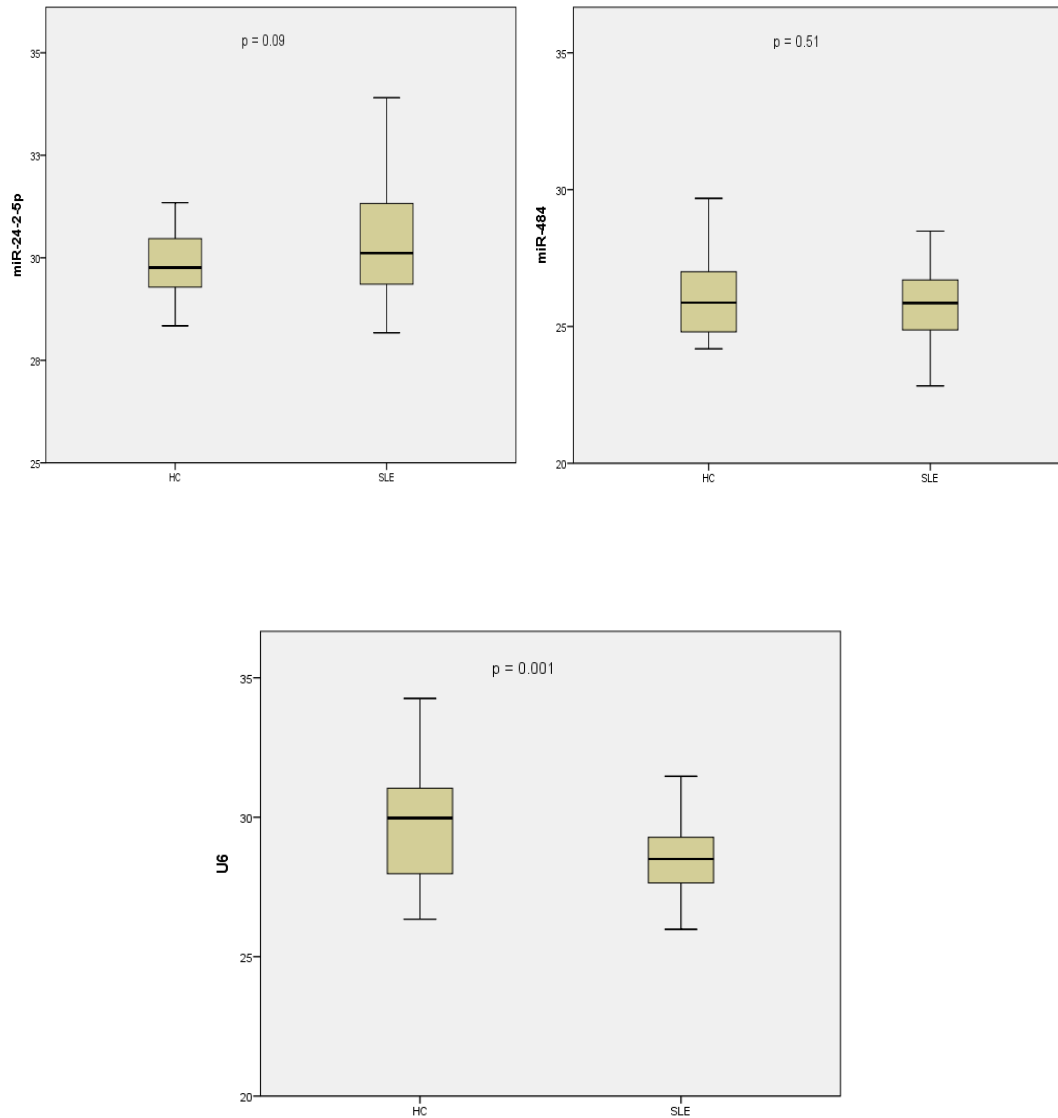 p = 0.09
35
33
30
28
25
miR-24-2-5p
HC
SLE
p = 0.51
35
30
25
20
miR-484
HC
SLE
p = 0.001
35
30
25
20
U6
HC
SLE